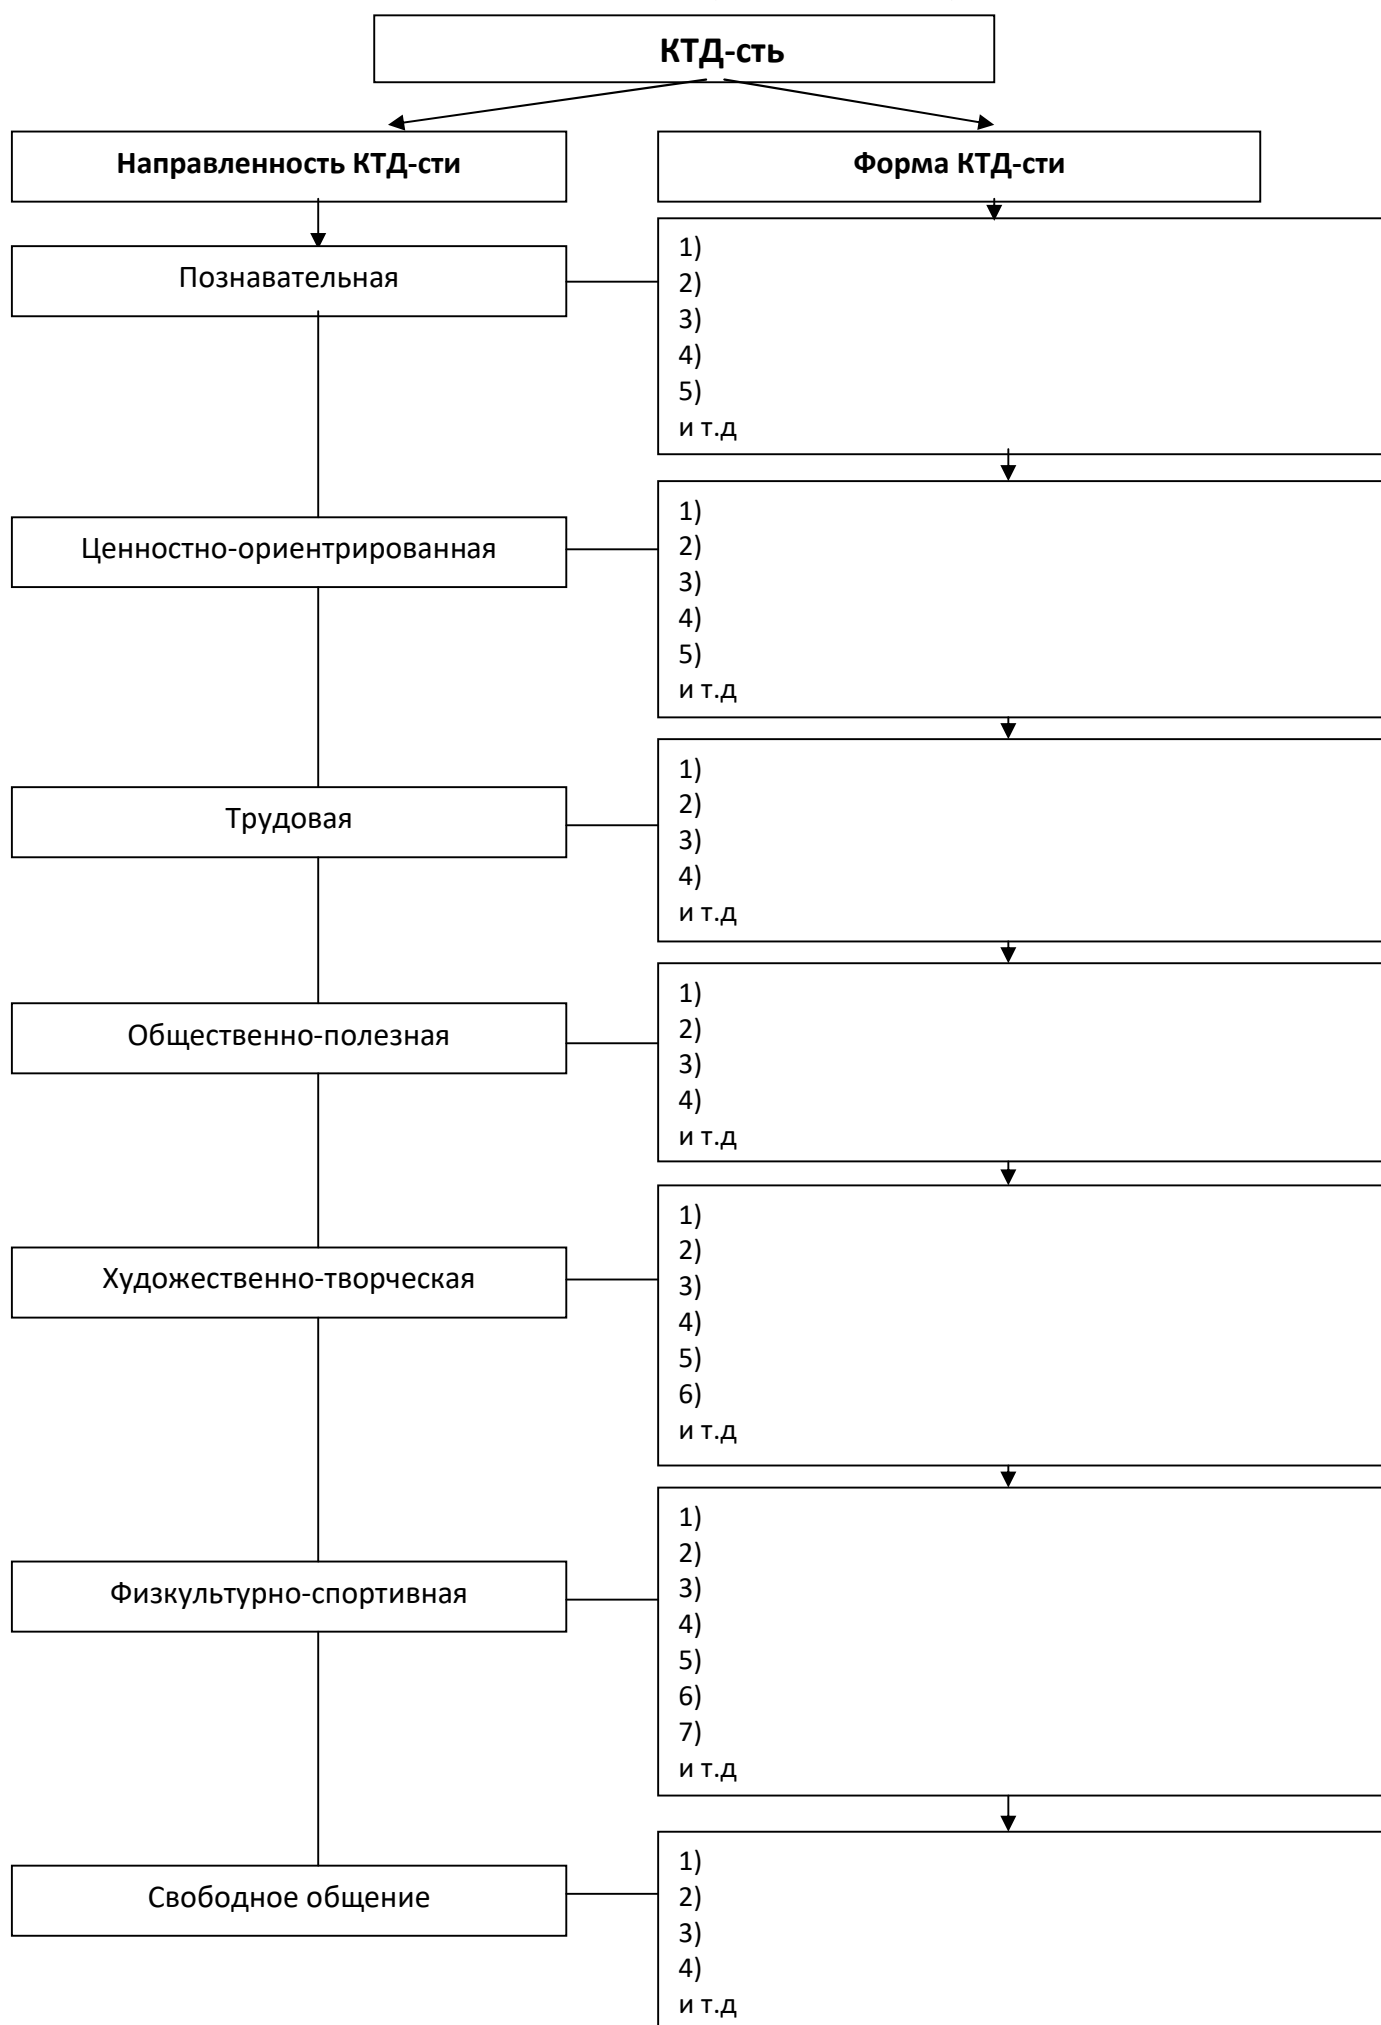 КТД-сть
Направленность КТД-сти
Форма КТД-сти
Познавательная
1)
2)
3)
4)
5)
и т.д
Ценностно-ориентрированная
1)
2)
3)
4)
5)
и т.д
Трудовая
1)
2)
3)
4)
и т.д
Общественно-полезная
1)
2)
3)
4)
и т.д
Художественно-творческая
1)
2)
3)
4)
5)
6)
и т.д
Физкультурно-спортивная
1)
2)
3)
4)
5)
6)
7)
и т.д
Свободное общение
1)
2)
3)
4)
и т.д